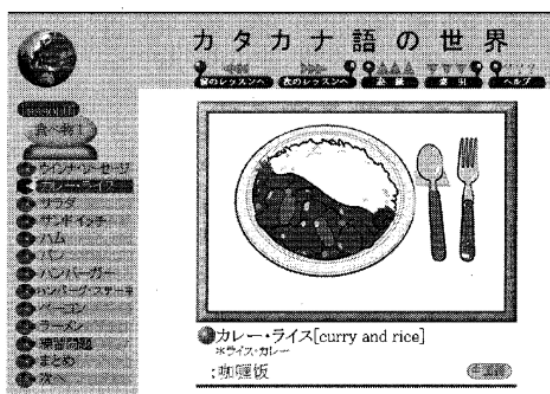 カタカナ語の世界
前のレッスンへ
次のレッスンへ
索引
ヘルプ
食べ物1
ウインナ・ソーセージ
カレー・ライス
サラダ
サンドイッチ
ハム
パン
ハンバーガー
ハンバーグ・ステーキ
ベーコン
ラーメン
練習問題
まとめ
次へ
カレー・ライス[curry and rice]
*ライス・カレー
:咖喱饭